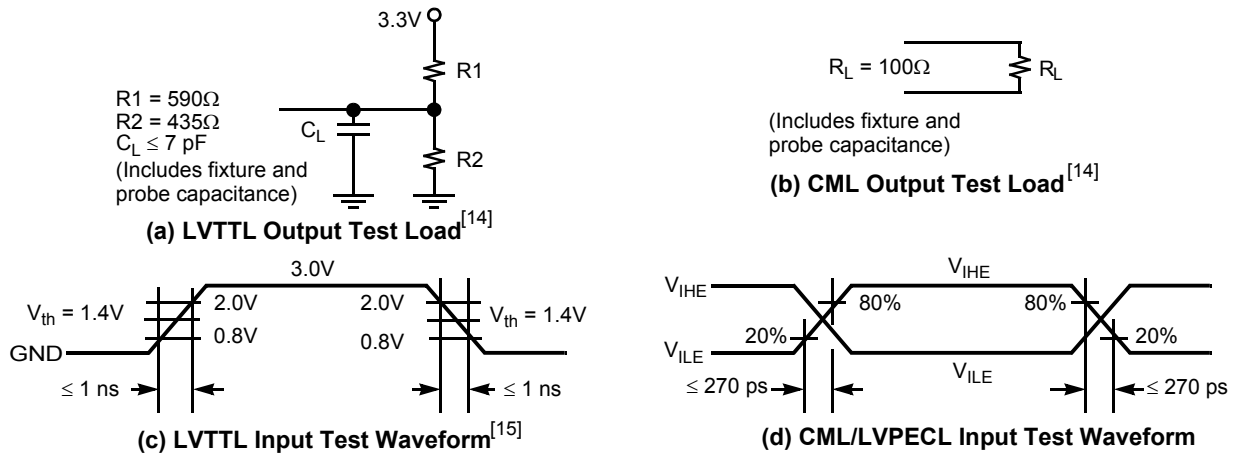 3.3V
R1
R1 = 590Ω
R2 = 435Ω
C_L ≤ 7 pF
(Includes fixture and
probe capacitance)
C_L
R2
(a) LVTTL Output Test Load[14]
R_L = 100Ω
R_L
(Includes fixture and
probe capacitance)
(b) CML Output Test Load[14]
3.0V
V_th = 1.4V
2.0V
0.8V
2.0V
0.8V
V_th = 1.4V
GND
≤ 1 ns
≤ 1 ns
(c) LVTTL Input Test Waveform[15]
V_IHE
V_IHE
80%
80%
20%
20%
V_ILE
V_ILE
≤ 270 ps
≤ 270 ps
(d) CML/LVPECL Input Test Waveform